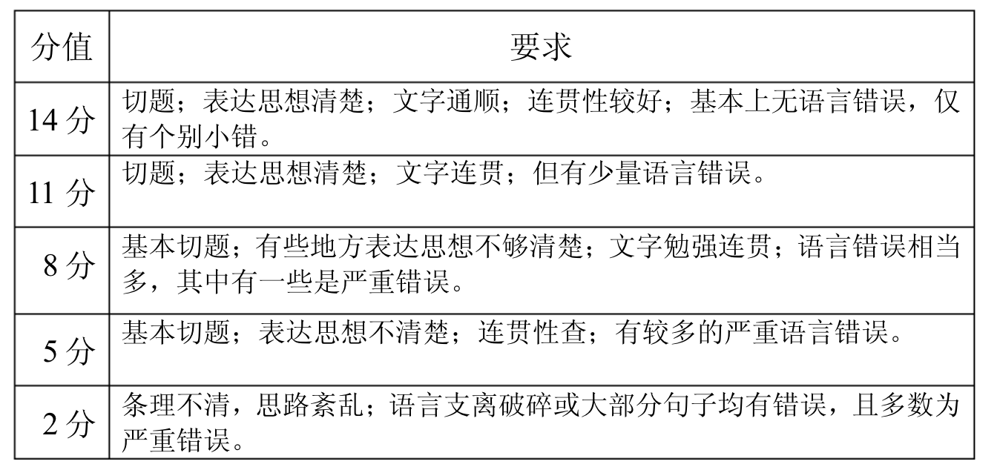 分值 要求
14分 切题；表达思想清楚；文字通顺；连贯性较好；基本上无语言错误，仅
有个别小错。
11 分 切题；表达思想清楚；文字连贯；但有少量语言错误。
8分 基本切题；有些地方表达思想不够清楚；文字勉强连贯；语言错误相当
多，其中有一些是严重错误。
5分 基本切题；表达思想不清楚；连贯性查；有较多的严重语言错误。
2分 条理不清，思路紊乱；语言支离破碎或大部分句子均有错误，且多数为
严重错误。